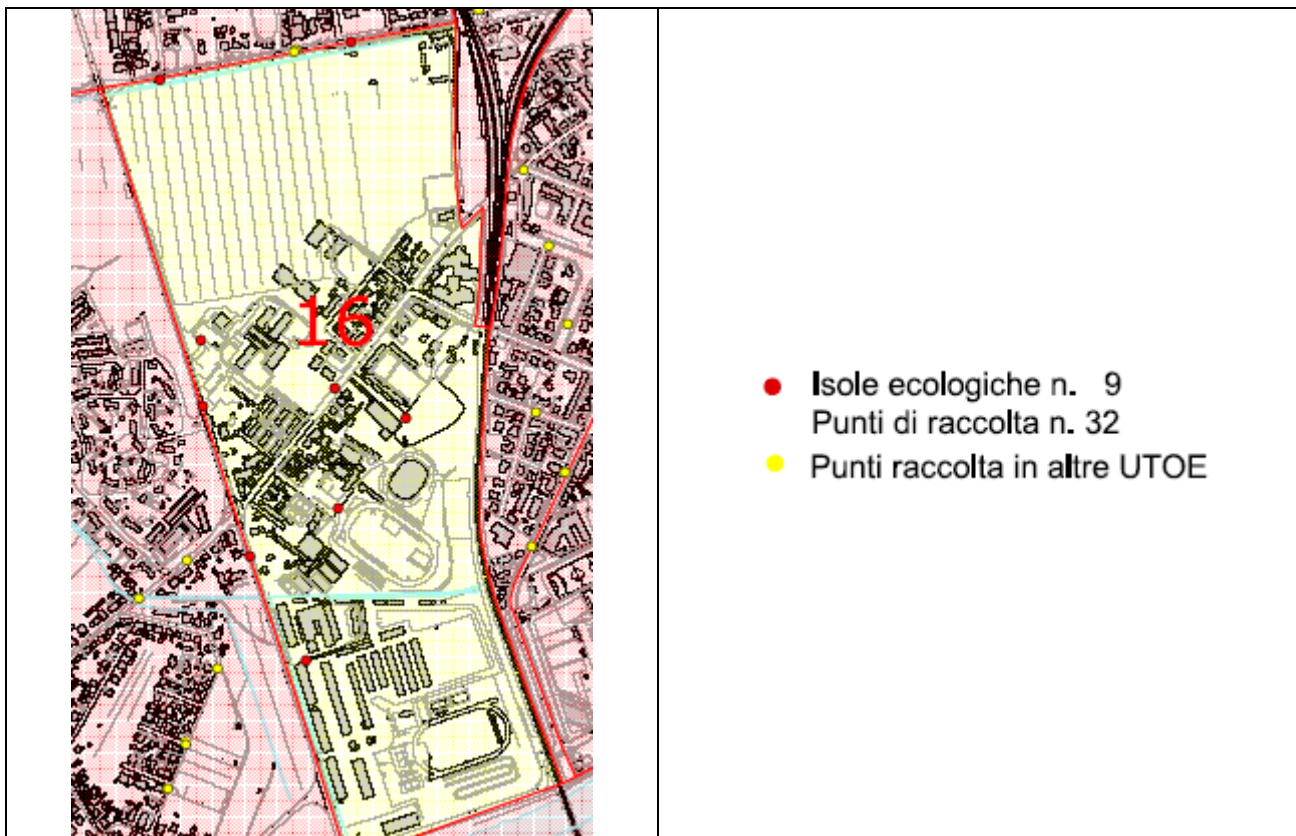 16
Isole ecologiche n. 9
Punti di raccolta n. 32
Punti raccolta in altre UTOE